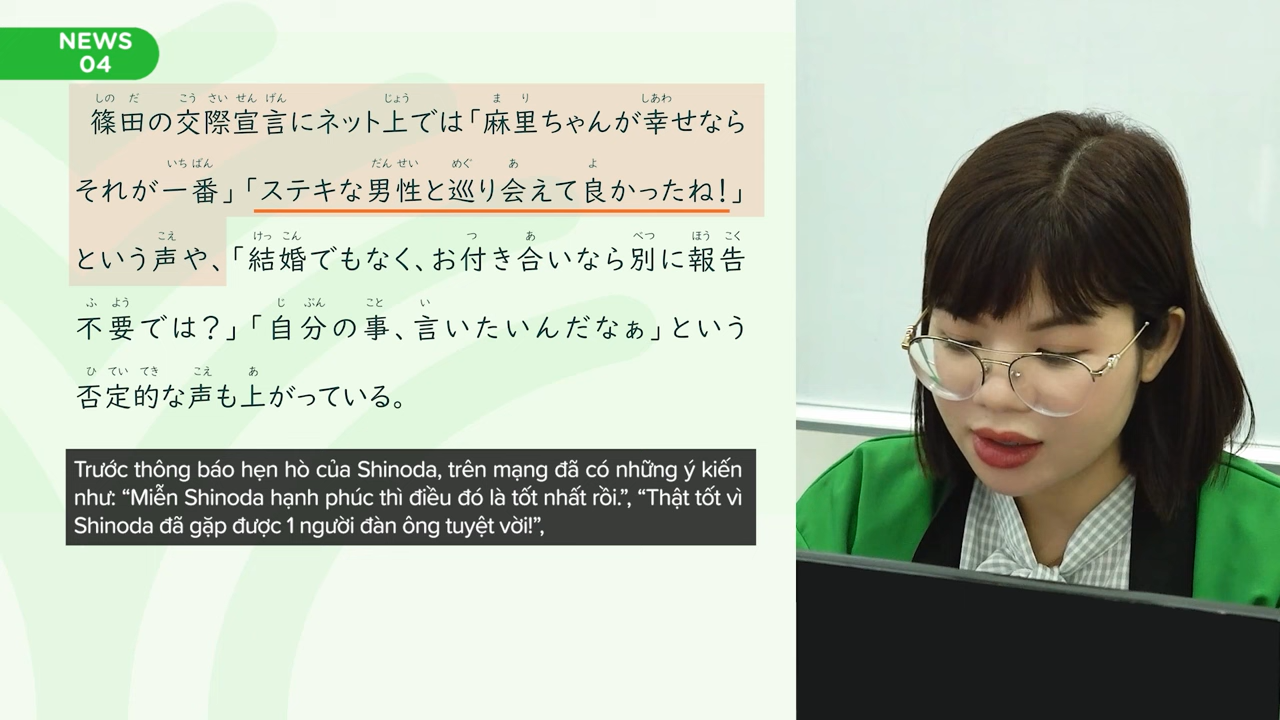 NEWS
04
しの だ こう さい せん げん じょう ま り しあわ
篠田の交際宣言にネット上では「麻里ちゃんが幸せなら
いち ばん だん せい めぐ あ よ
それが一番」「ステキな男性と巡り会えて良かったね！」
こえ けっ こん つ あ べつ ほう こく
という声や、「結婚でもなく、お付き合いなら別に報告
ふ よう じ ぶん こと い
不要では？」「自分の事、言いたいんだなぁ」という
ひ てい てき こえ あ
否定的な声も上がっている。
Trước thông báo hẹn hò của Shinoda, trên mạng đã có những ý kiến
như: “Miễn Shinoda hạnh phúc thì điều đó là tốt nhất rồi.”, “Thật tốt vì
Shinoda đã gặp được 1 người đàn ông tuyệt vời!”,